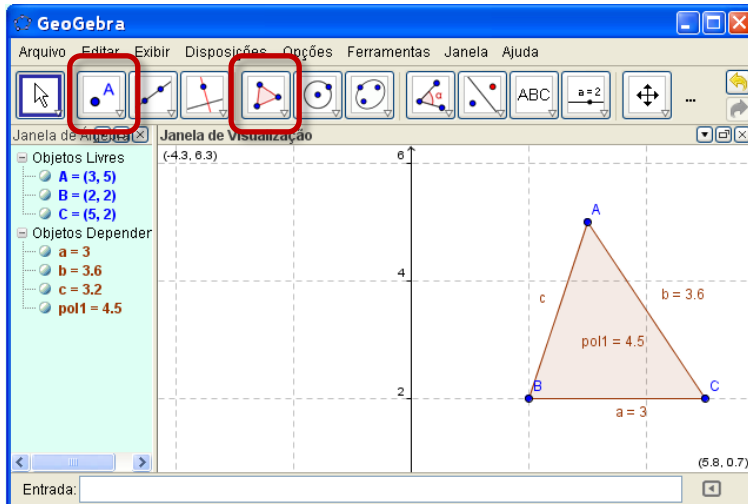 GeoGebra
Arquivo Editar Exibir Disposições Opções Ferramentas Janela Ajuda
A α ABC a=2 ...
Janela de Álgebra Janela de Visualização
Objetos Livres
A = (3, 5)
B = (2, 2)
C = (5, 2)
Objetos Depender
a = 3
b = 3.6
c = 3.2
pol1 = 4.5
(-4.3, 6.3)
6
A
4
c
b = 3.6
pol1 = 4.5
2
B
C
a = 3
(5.8, 0.7)
Entrada: